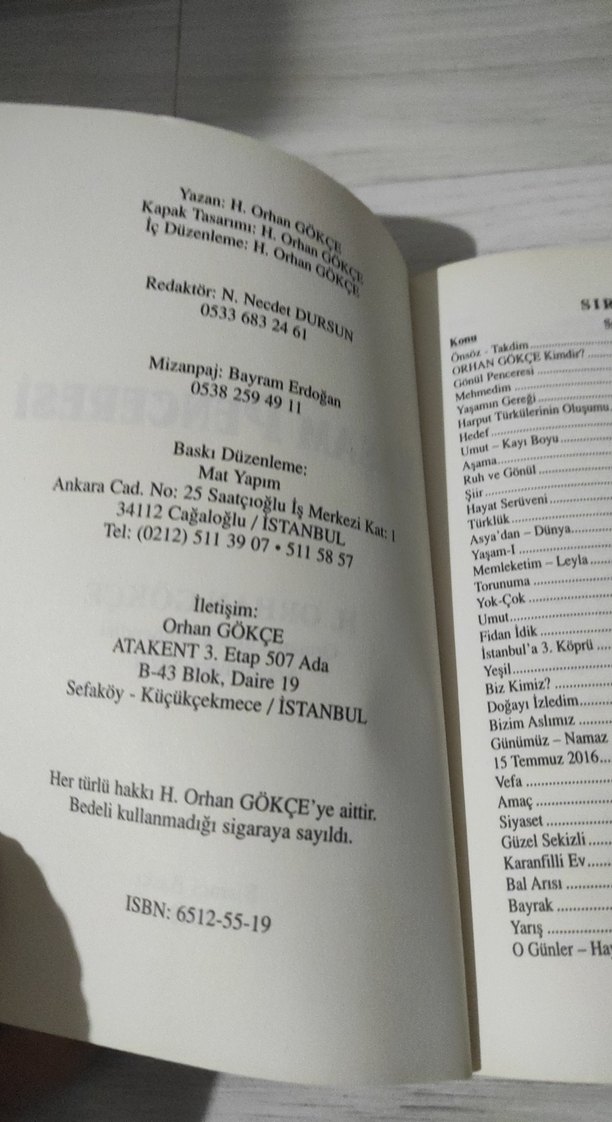 Yazan: H. Orhan GÖKÇE
Kapak Tasarımı: H. Orhan GÖKÇE
İç Düzenleme: H. Orhan GÖKÇE
Redaktör: N. Necdet DURSUN
0533 683 24 61
Mizanpaj: Bayram Erdoğan
0538 259 49 11
Baskı Düzenleme:
Mat Yapım
Ankara Cad. No: 25 Saatçıoğlu İş Merkezi Kat: 1
34112 Cağaloğlu / İSTANBUL
Tel: (0212) 511 39 07 • 511 58 57
İletişim:
Orhan GÖKÇE
ATAKENT 3. Etap 507 Ada
B-43 Blok, Daire 19
Sefaköy - Küçükçekmece / İSTANBUL
Her türlü hakkı H. Orhan GÖKÇE'ye aittir.
Bedeli kullanmadığı sigaraya sayıldı.
ISBN: 6512-55-19
Konu
Önsöz - Takdim
ORHAN GÖKÇE Kimdir?
Gönül Penceresi
Mehmedim
Yaşamın Gereği
Harput Türkülerinin Oluşumu
Hedef
Umut – Kayı Boyu
Aşama
Ruh ve Gönül
Şiir
Hayat Serüveni
Türklük
Asya'dan – Dünya
Yaşam-I
Memleketim – Leyla
Torunuma
Yok-Çok
Umut
Fidan İdik
İstanbul'a 3. Köprü
Yeşil
Biz Kimiz?
Doğayı İzledim
Bizim Aslımız
Günümüz – Namaz
15 Temmuz 2016
Vefa
Amaç
Siyaset
Güzel Sekizli
Karanfilli Ev
Bal Arısı
Bayrak
Yarış
O Günler –